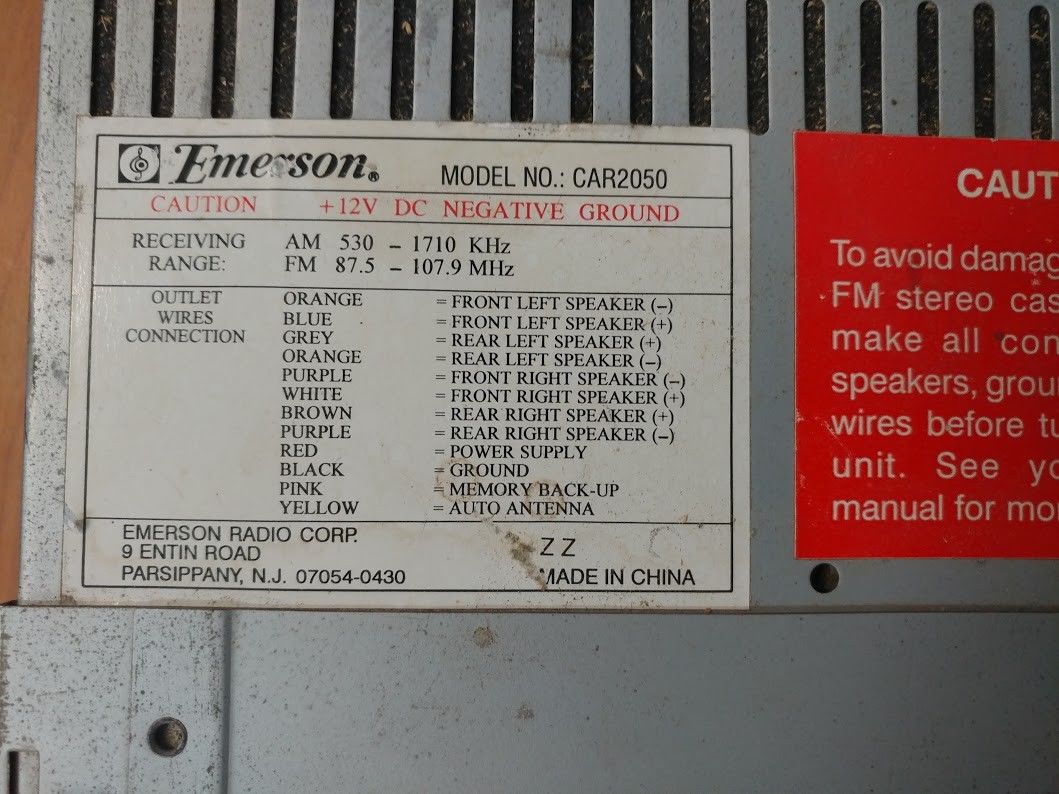 Emerson® MODEL NO.: CAR2050
CAUTION +12V DC NEGATIVE GROUND
RECEIVING AM 530 – 1710 KHz
RANGE: FM 87.5 – 107.9 MHz
OUTLET ORANGE = FRONT LEFT SPEAKER (–)
WIRES BLUE = FRONT LEFT SPEAKER (+)
CONNECTION GREY = REAR LEFT SPEAKER (+)
ORANGE = REAR LEFT SPEAKER (–)
PURPLE = FRONT RIGHT SPEAKER (–)
WHITE = FRONT RIGHT SPEAKER (+)
BROWN = REAR RIGHT SPEAKER (+)
PURPLE = REAR RIGHT SPEAKER (–)
RED = POWER SUPPLY
BLACK = GROUND
PINK = MEMORY BACK-UP
YELLOW = AUTO ANTENNA
EMERSON RADIO CORP.
9 ENTIN ROAD ZZ
PARSIPPANY, N.J. 07054-0430 MADE IN CHINA
CAUT
To avoid damag
FM stereo cas
make all con
speakers, grou
wires before tu
unit. See yo
manual for mo